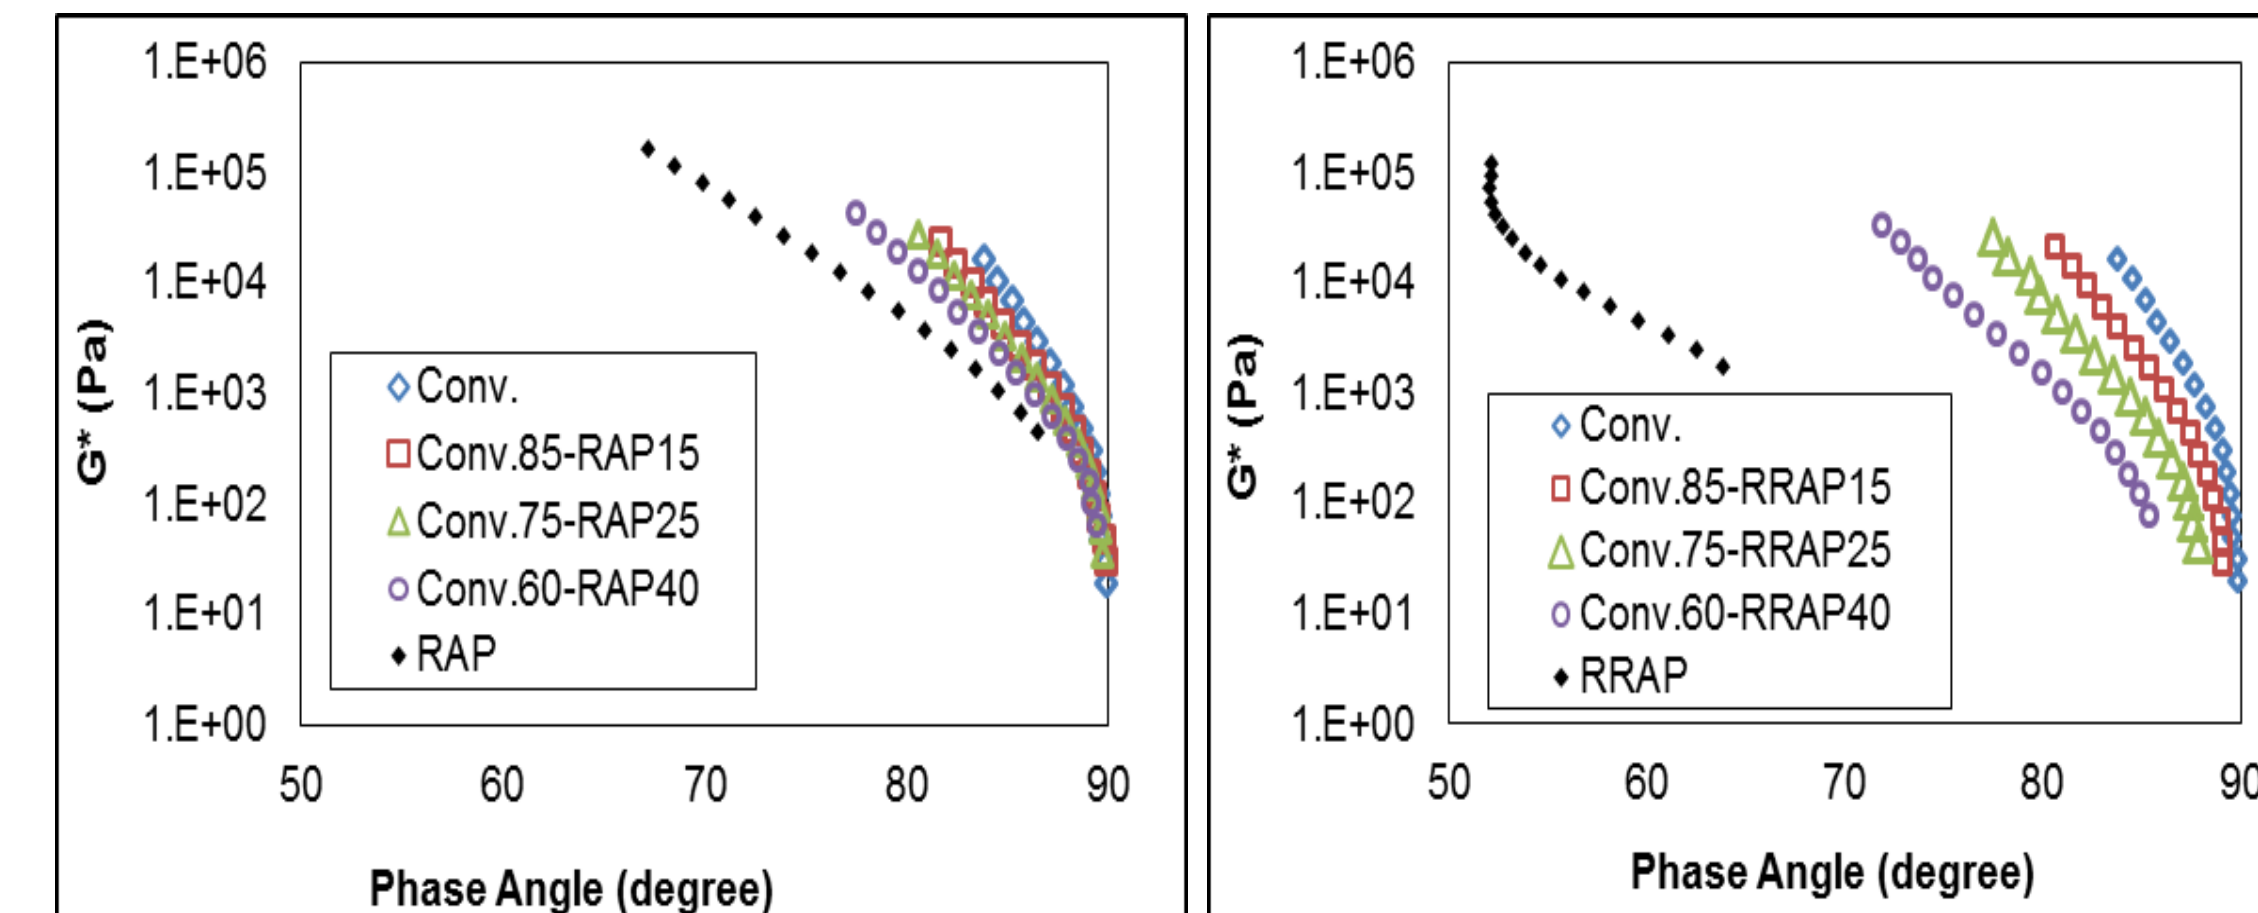 1.E+06
1.E+05
1.E+04
1.E+03
1.E+02
1.E+01
1.E+00
G* (Pa)
Conv.
Conv.85-RAP15
Conv.75-RAP25
Conv.60-RAP40
RAP
50 60 70 80 90
Phase Angle (degree)
1.E+06
1.E+05
1.E+04
1.E+03
1.E+02
1.E+01
1.E+00
G* (Pa)
Conv.
Conv.85-RRAP15
Conv.75-RRAP25
Conv.60-RRAP40
RRAP
50 60 70 80 90
Phase Angle (degree)